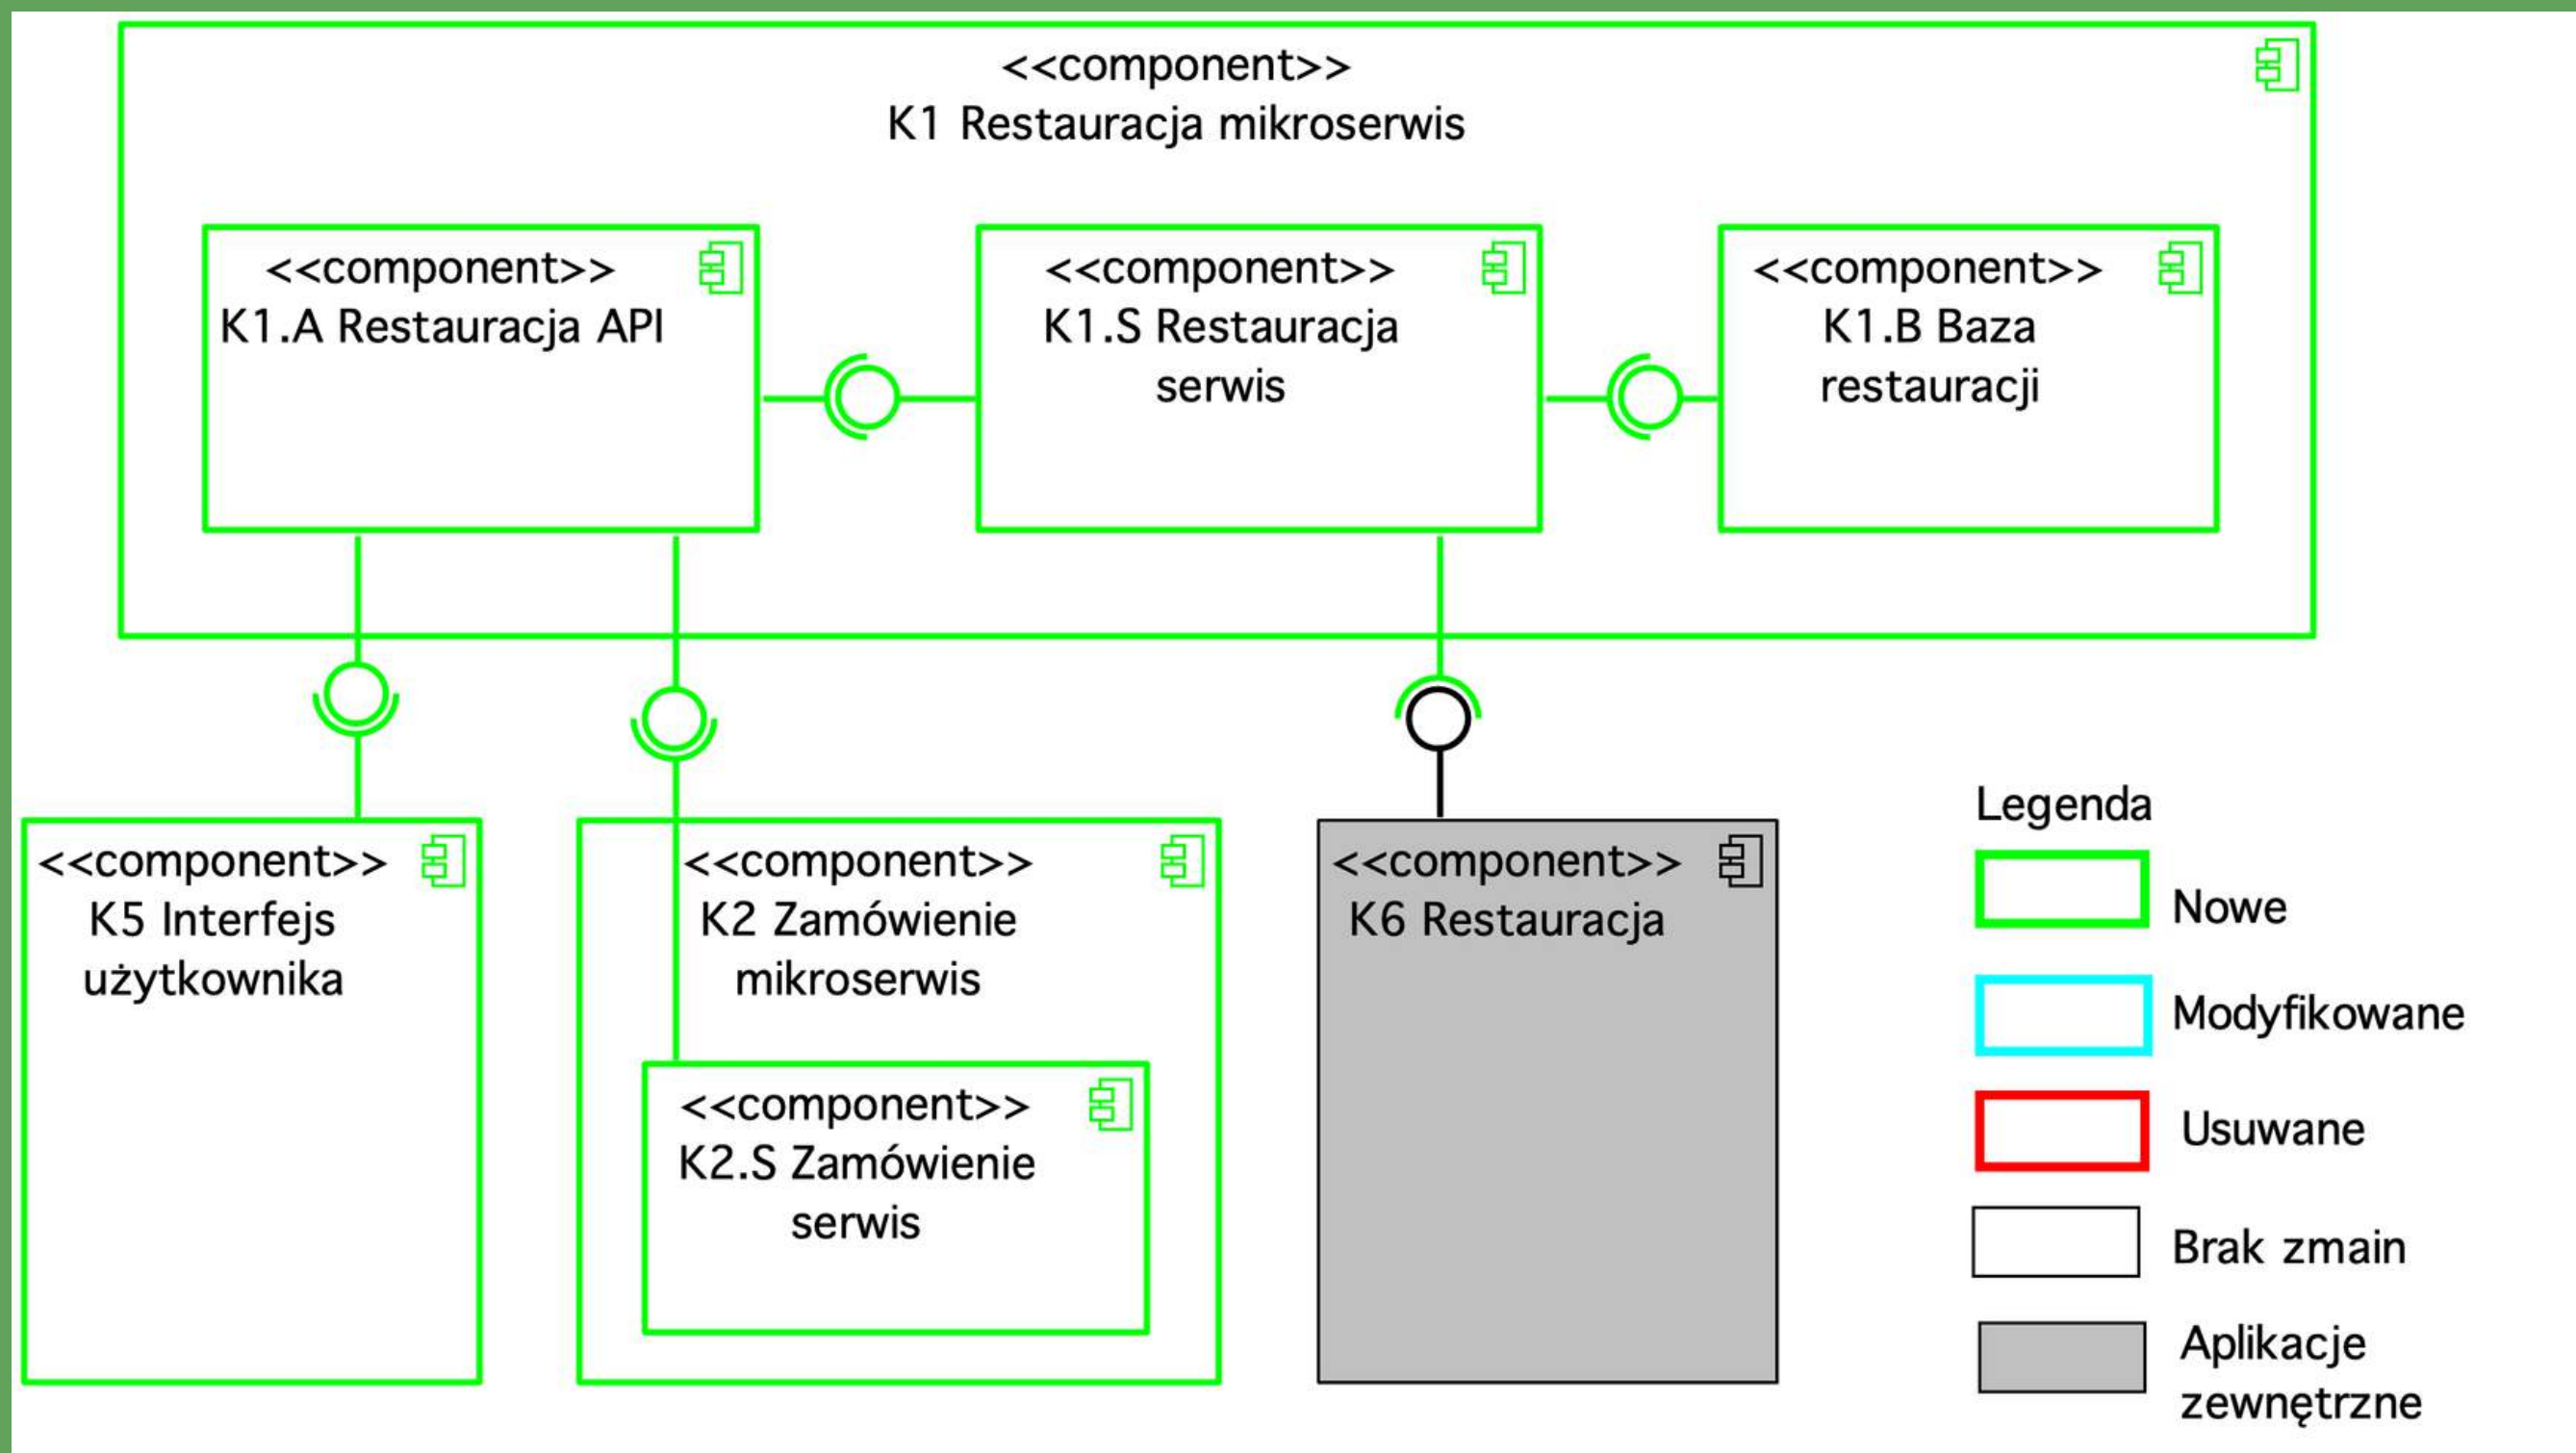 <<component>>
K1 Restauracja mikroserwis
<<component>>
K1.A Restauracja API
<<component>>
K1.S Restauracja
serwis
<<component>>
K1.B Baza
restauracji
<<component>>
K5 Interfejs
użytkownika
<<component>>
K2 Zamówienie
mikroserwis
<<component>>
K2.S Zamówienie
serwis
<<component>>
K6 Restauracja
Legenda
Nowe
Modyfikowane
Usuwane
Brak zmain
Aplikacje
zewnętrzne